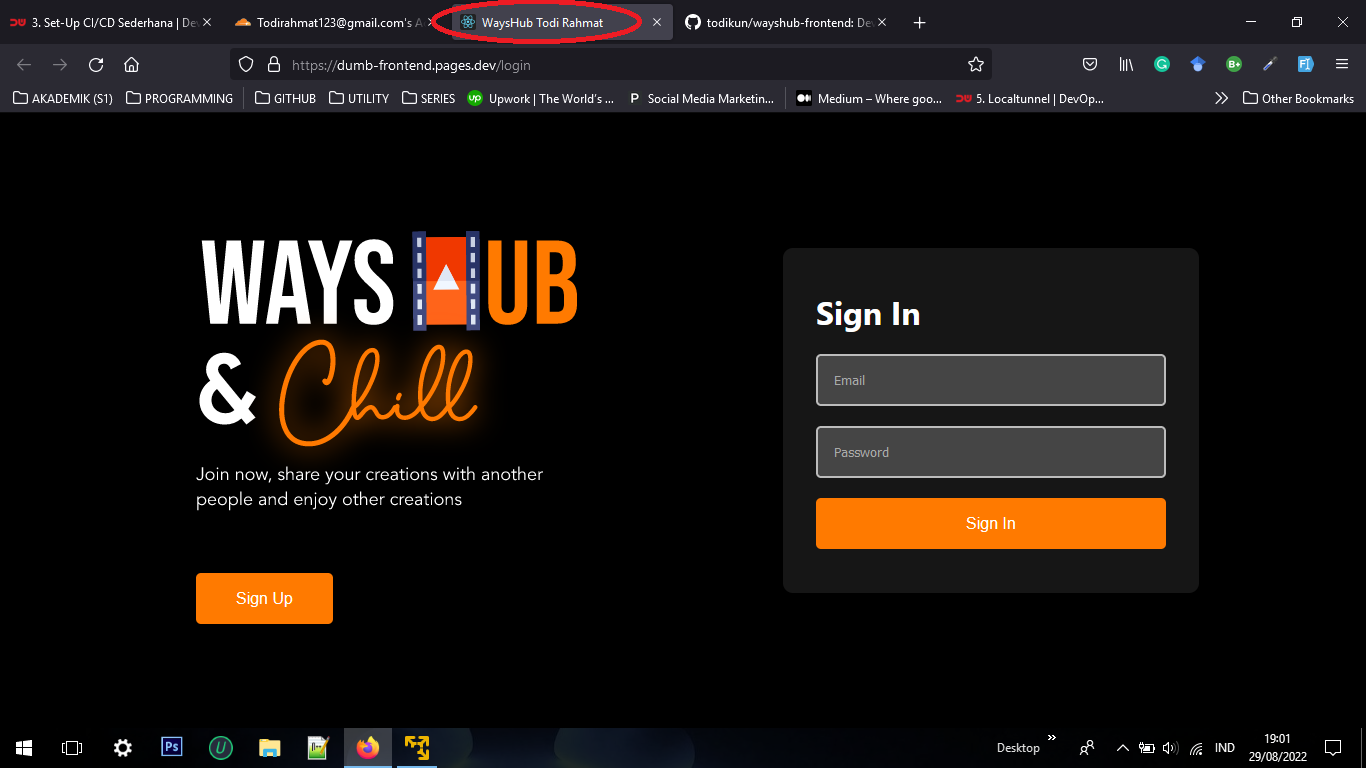 3. Set-Up CI/CD Sederhana | De
Todirahmat123@gmail.com's A
WaysHub Todi Rahmat
todikun/wayshub-frontend: De
https://dumb-frontend.pages.dev/login
AKADEMIK (S1)
PROGRAMMING
GITHUB
UTILITY
SERIES
Upwork | The World's ...
Social Media Marketin...
Medium – Where goo...
5. Localtunnel | DevOp...
Other Bookmarks
WAYS HUB
& Chill
Join now, share your creations with another
people and enjoy other creations
Sign Up
Sign In
Email
Password
Sign In
Desktop
IND
19:01
29/08/2022